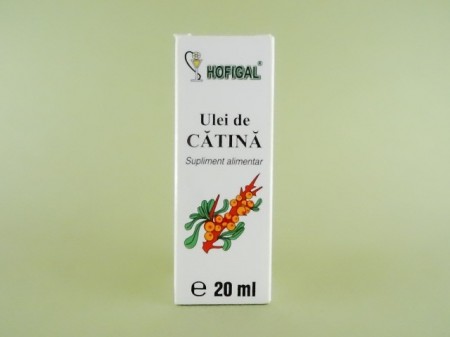 HOFIGAL®
Ulei de
CĂTINĂ
Supliment alimentar
℮ 20 ml